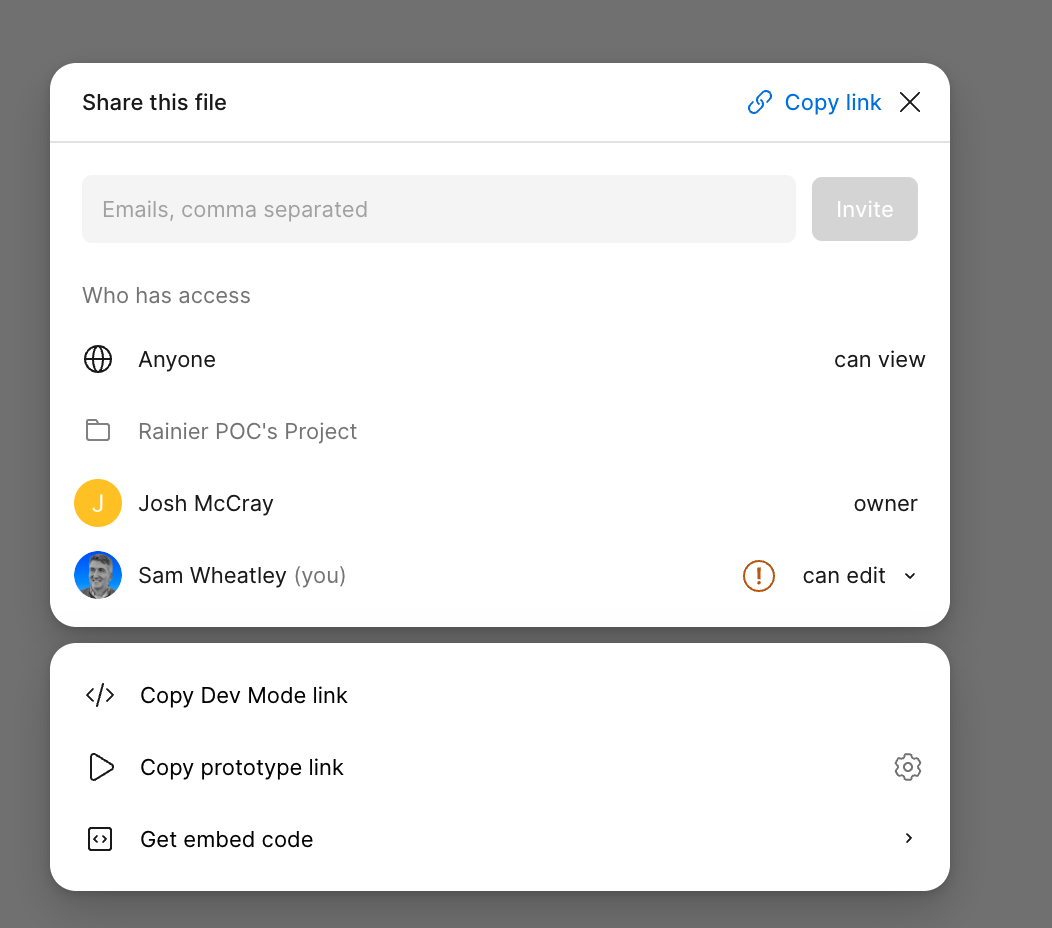 Share this file
Copy link
Emails, comma separated
Invite
Who has access
Anyone
can view
Rainier POC's Project
J
Josh McCray
owner
Sam Wheatley (you)
can edit
Copy Dev Mode link
Copy prototype link
Get embed code